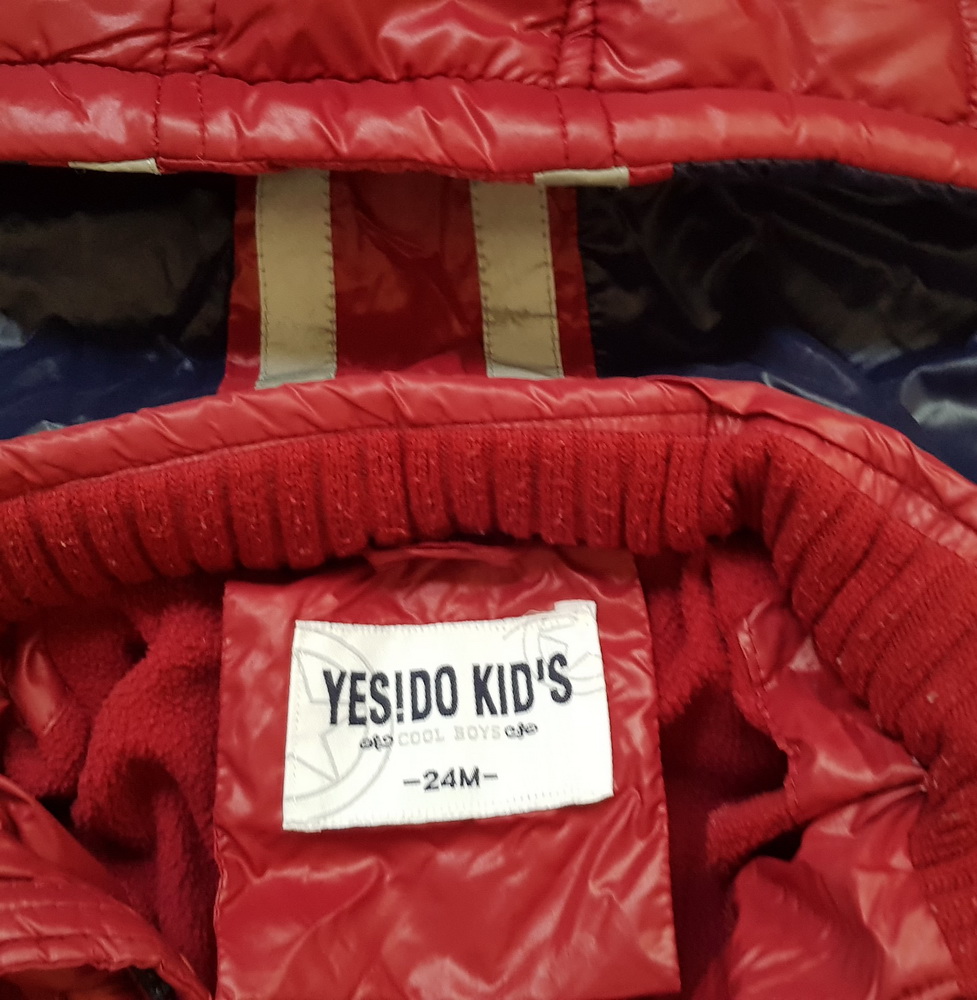 YES!DO KID'S
COOL BOYS
-24M-